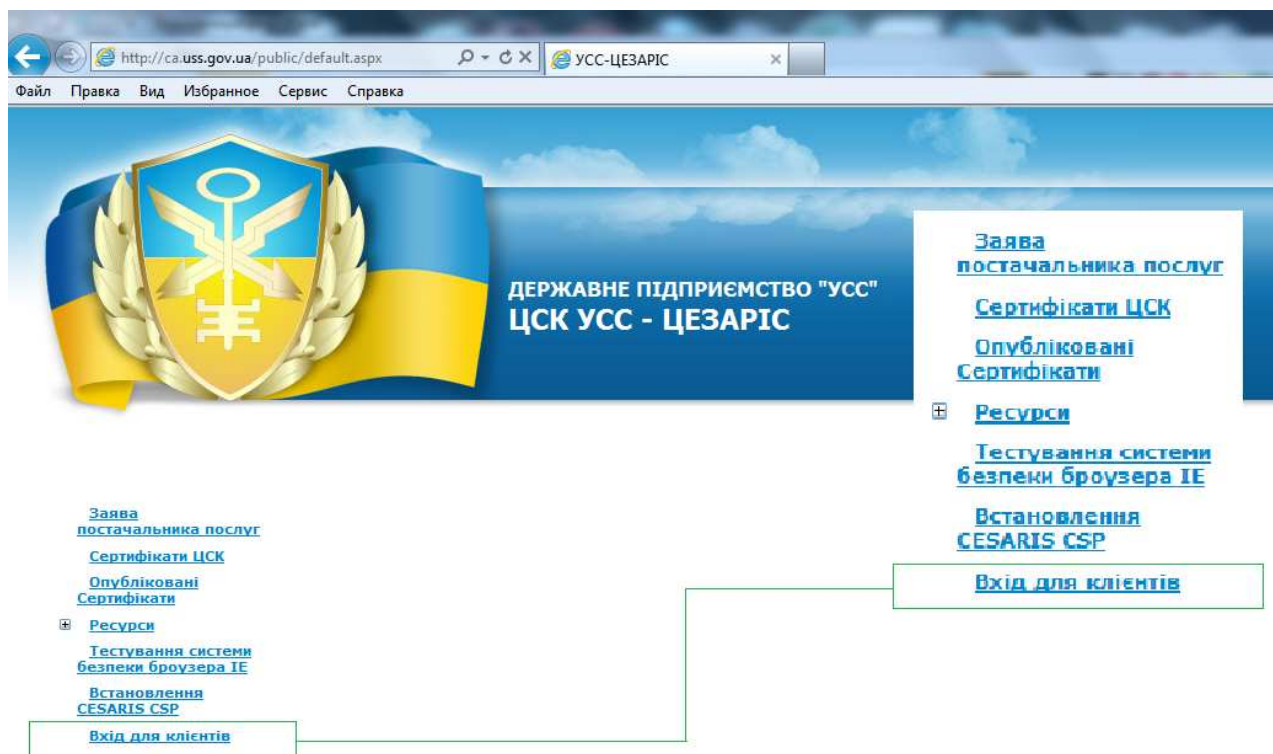 http://ca.uss.gov.ua/public/default.aspx
УСС-ЦЕЗАРІС
Файл Правка Вид Избранное Сервис Справка
ДЕРЖАВНЕ ПІДПРИЄМСТВО "УСС"
ЦСК УСС - ЦЕЗАРІС
Заява
постачальника послуг
Сертифікати ЦСК
Опубліковані
Сертифікати
Ресурси
Тестування системи
безпеки броузера IE
Встановлення
CESARIS CSP
Вхід для клієнтів
Заява
постачальника послуг
Сертифікати ЦСК
Опубліковані
Сертифікати
Ресурси
Тестування системи
безпеки броузера IE
Встановлення
CESARIS CSP
Вхід для клієнтів